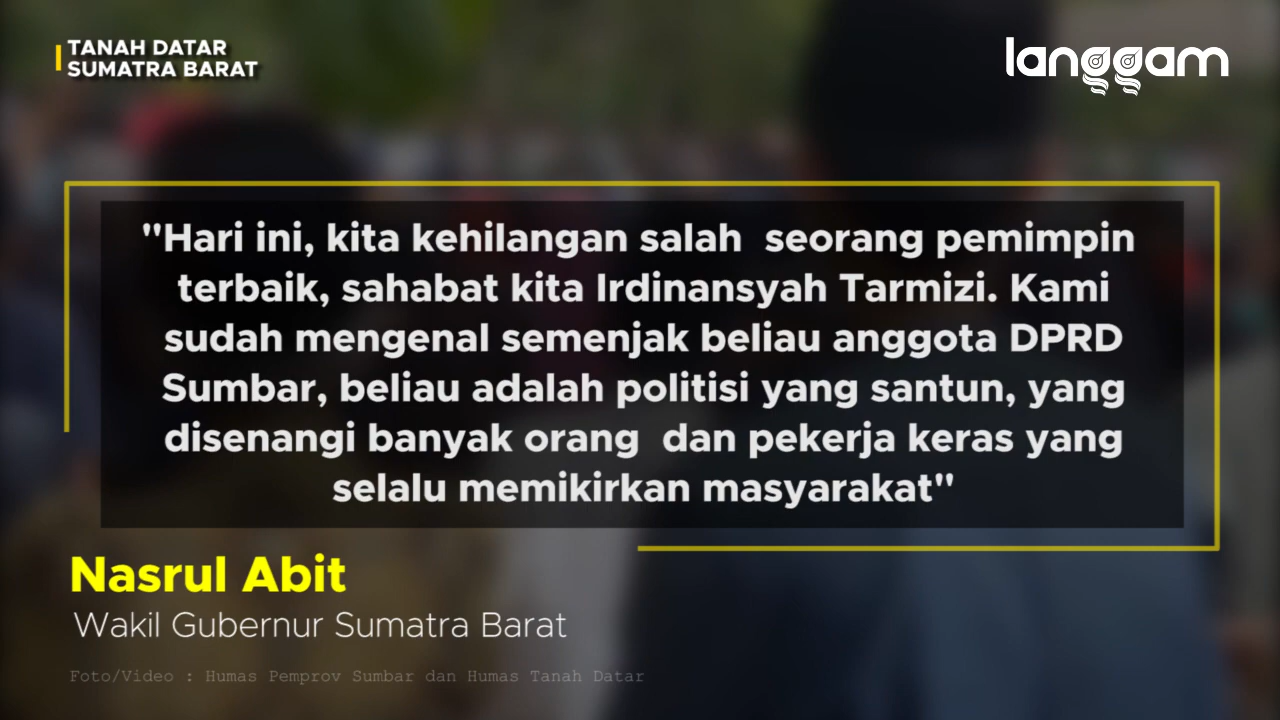 TANAH DATAR
SUMATRA BARAT
langgam
"Hari ini, kita kehilangan salah  seorang pemimpin
terbaik, sahabat kita Irdinansyah Tarmizi. Kami
sudah mengenal semenjak beliau anggota DPRD
Sumbar, beliau adalah politisi yang santun, yang
disenangi banyak orang  dan pekerja keras yang
selalu memikirkan masyarakat"
Nasrul Abit
Wakil Gubernur Sumatra Barat
Foto/Video : Humas Pemprov Sumbar dan Humas Tanah Datar